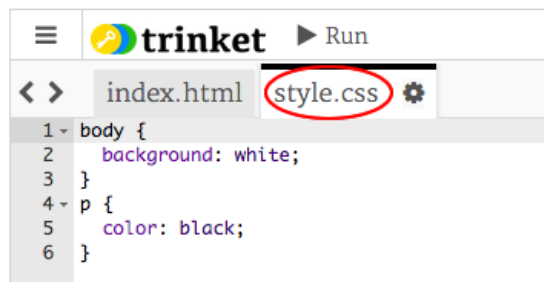 trinket Run
index.html style.css
1 body {
2 background: white;
3 }
4 p {
5 color: black;
6 }